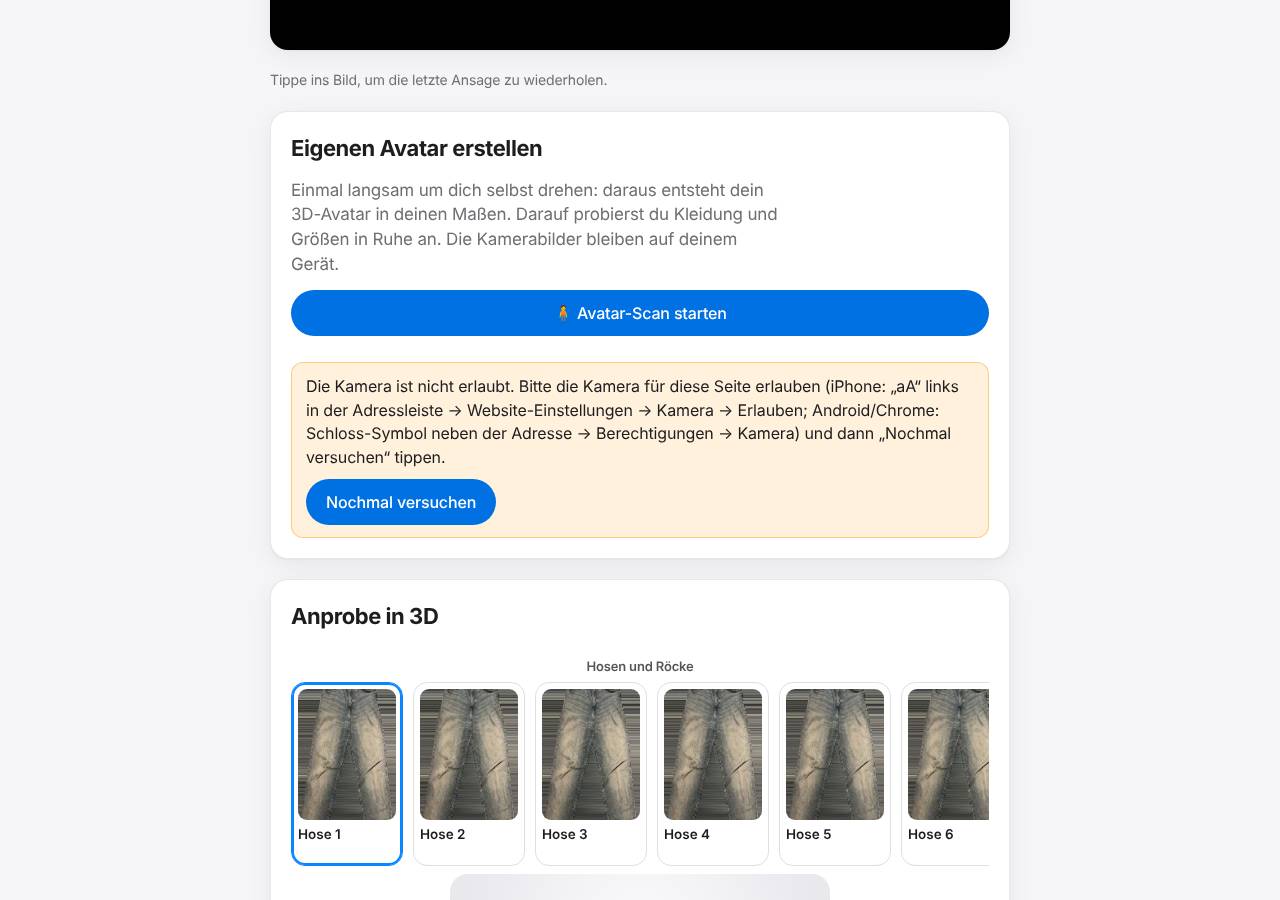 Tippe ins Bild, um die letzte Ansage zu wiederholen.
Eigenen Avatar erstellen
Einmal langsam um dich selbst drehen: daraus entsteht dein
3D-Avatar in deinen Maßen. Darauf probierst du Kleidung und
Größen in Ruhe an. Die Kamerabilder bleiben auf deinem
Gerät.
🧍 Avatar-Scan starten
Die Kamera ist nicht erlaubt. Bitte die Kamera für diese Seite erlauben (iPhone: „aA“ links
in der Adressleiste → Website-Einstellungen → Kamera → Erlauben; Android/Chrome:
Schloss-Symbol neben der Adresse → Berechtigungen → Kamera) und dann „Nochmal
versuchen“ tippen.
Nochmal versuchen
Anprobe in 3D
Hosen und Röcke
Hose 1 Hose 2 Hose 3 Hose 4 Hose 5 Hose 6